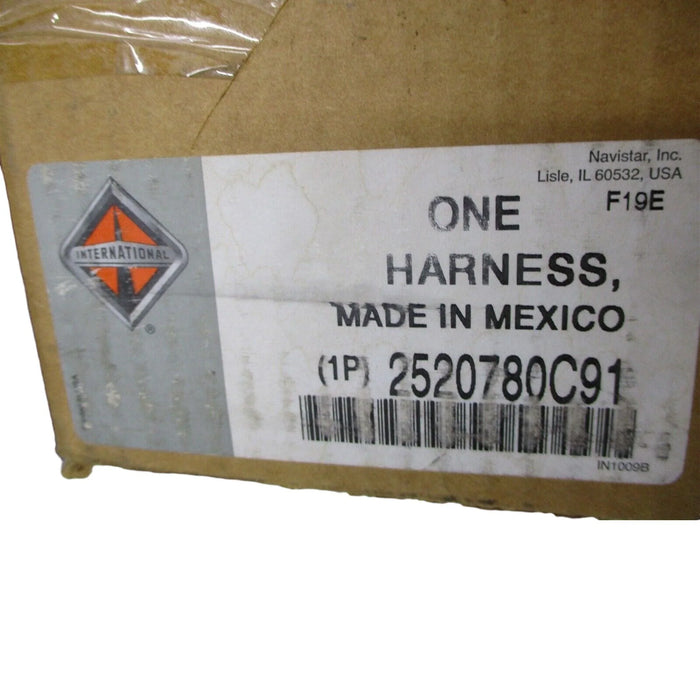 Navistar, Inc.
Lisle, IL 60532, USA
F19E
INTERNATIONAL
®
ONE
HARNESS,
MADE IN MEXICO
(1P) 2520780C91
IN1009B